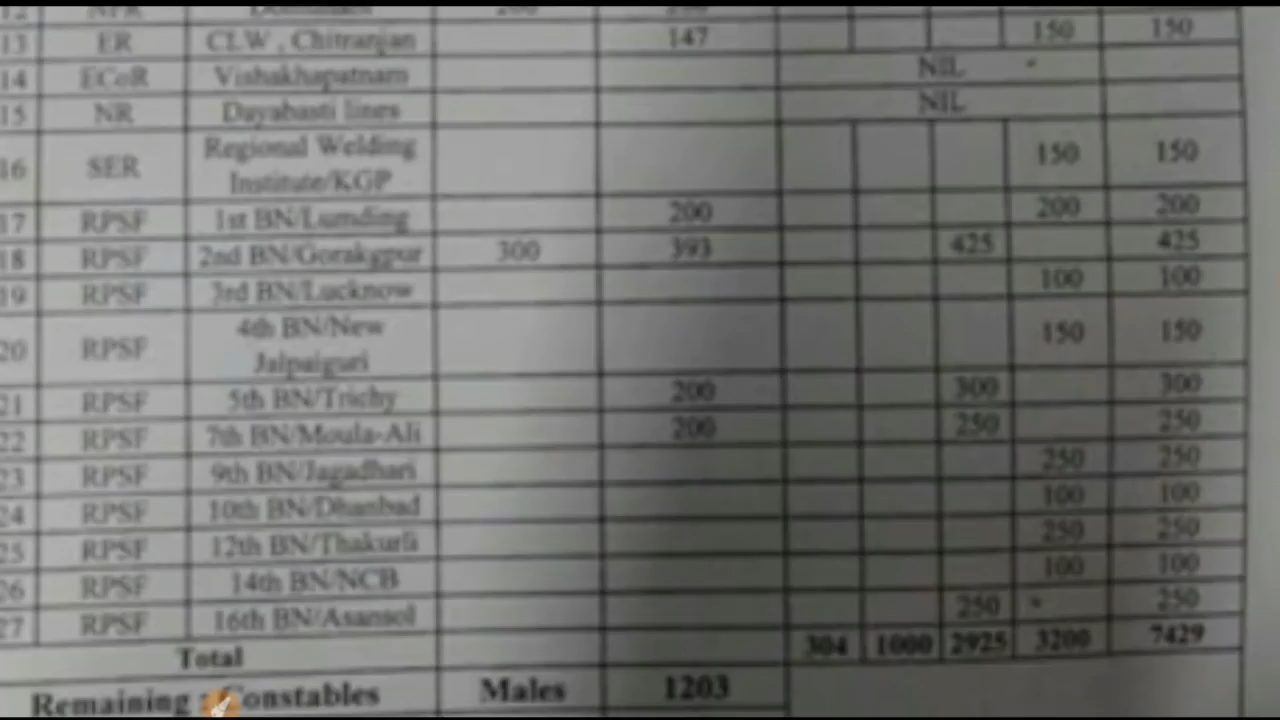 13 ER CLW , Chitranjan 147 150 150
14 ECoR Vishakhapatnam NIL
15 NR Dayabasti lines NIL
16 SER Regional Welding 150 150
Institute/KGP
17 RPSF 1st BN/Lumding 200 200 200
18 RPSF 2nd BN/Gorakgpur 300 393 425 425
19 RPSF 3rd BN/Lucknow 100 100
20 RPSF 4th BN/New 150 150
Jalpaiguri
21 RPSF 5th BN/Trichy 200 300 300
22 RPSF 7th BN/Moula-Ali 200 250 250
23 RPSF 9th BN/Jagadhari 250 250
24 RPSF 10th BN/Dhanbad 100 100
25 RPSF 12th BN/Thakurli 250 250
26 RPSF 14th BN/NCB 100 100
27 RPSF 16th BN/Asansol 250 250
Total 304 1000 2925 3200 7429
Remaining : Constables Males 1203